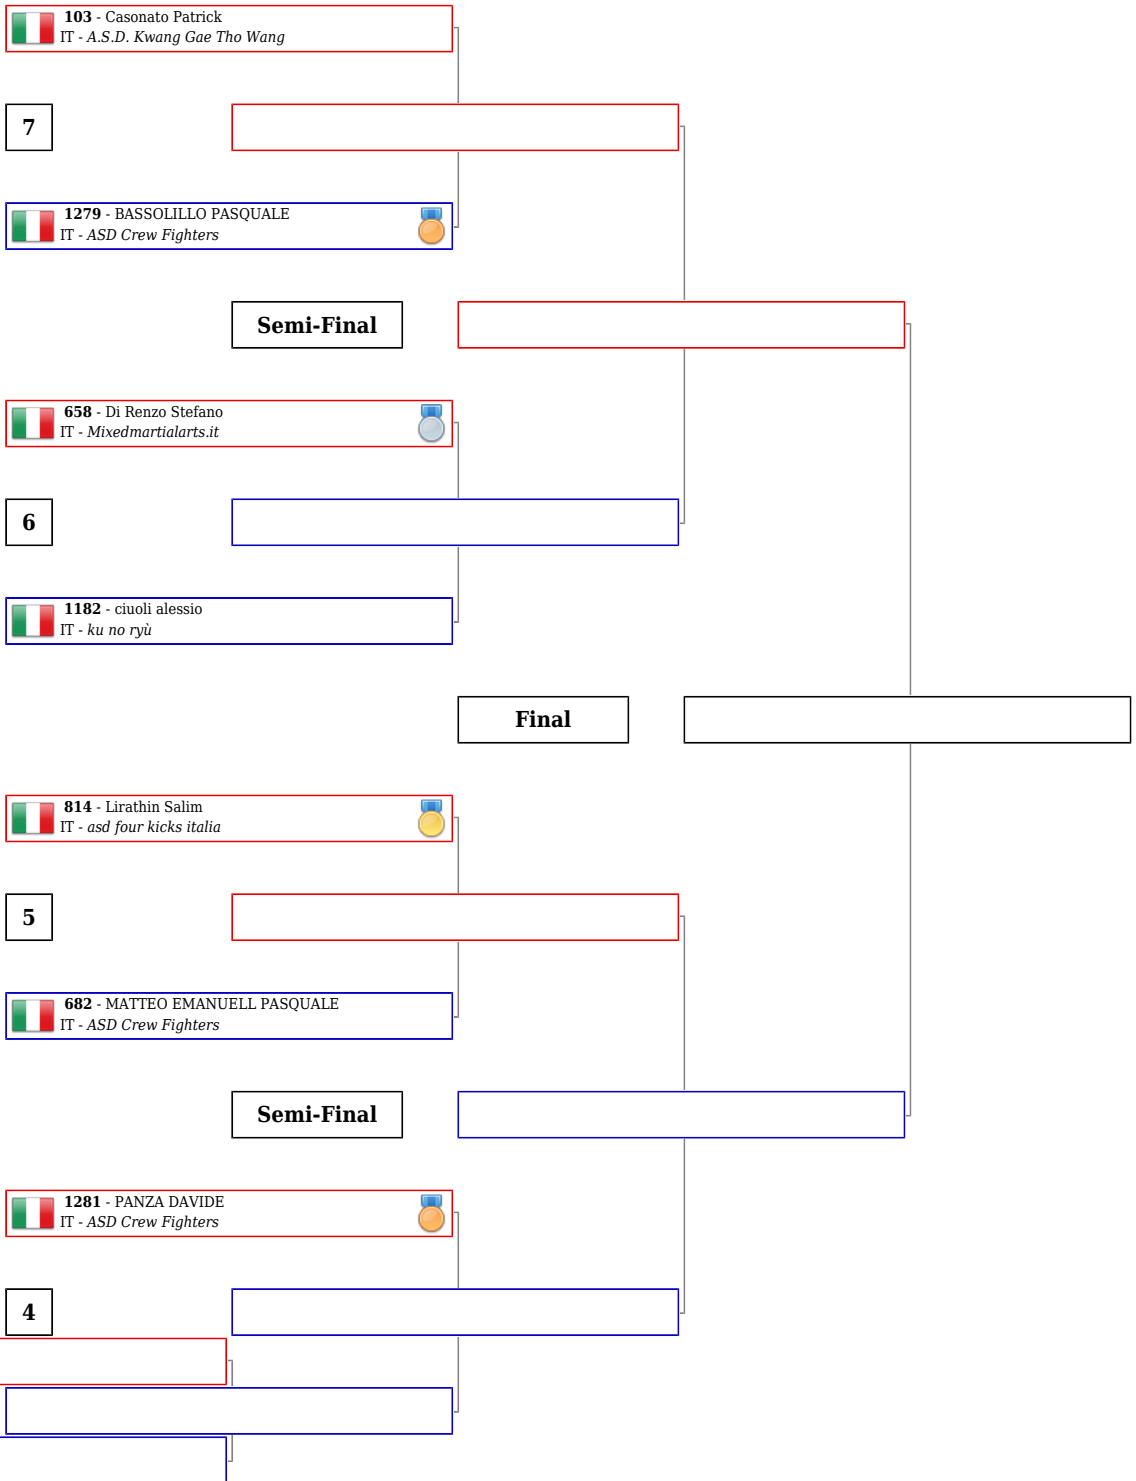 103 - Casonato Patrick
IT - A.S.D. Kwang Gae Tho Wang
7
1279 - BASSOLILLO PASQUALE
IT - ASD Crew Fighters
Semi-Final
658 - Di Renzo Stefano
IT - Mixedmartialarts.it
6
1182 - ciuoli alessio
IT - ku no ryù
Final
814 - Lirathin Salim
IT - asd four kicks italia
5
682 - MATTEO EMANUELL PASQUALE
IT - ASD Crew Fighters
Semi-Final
1281 - PANZA DAVIDE
IT - ASD Crew Fighters
4